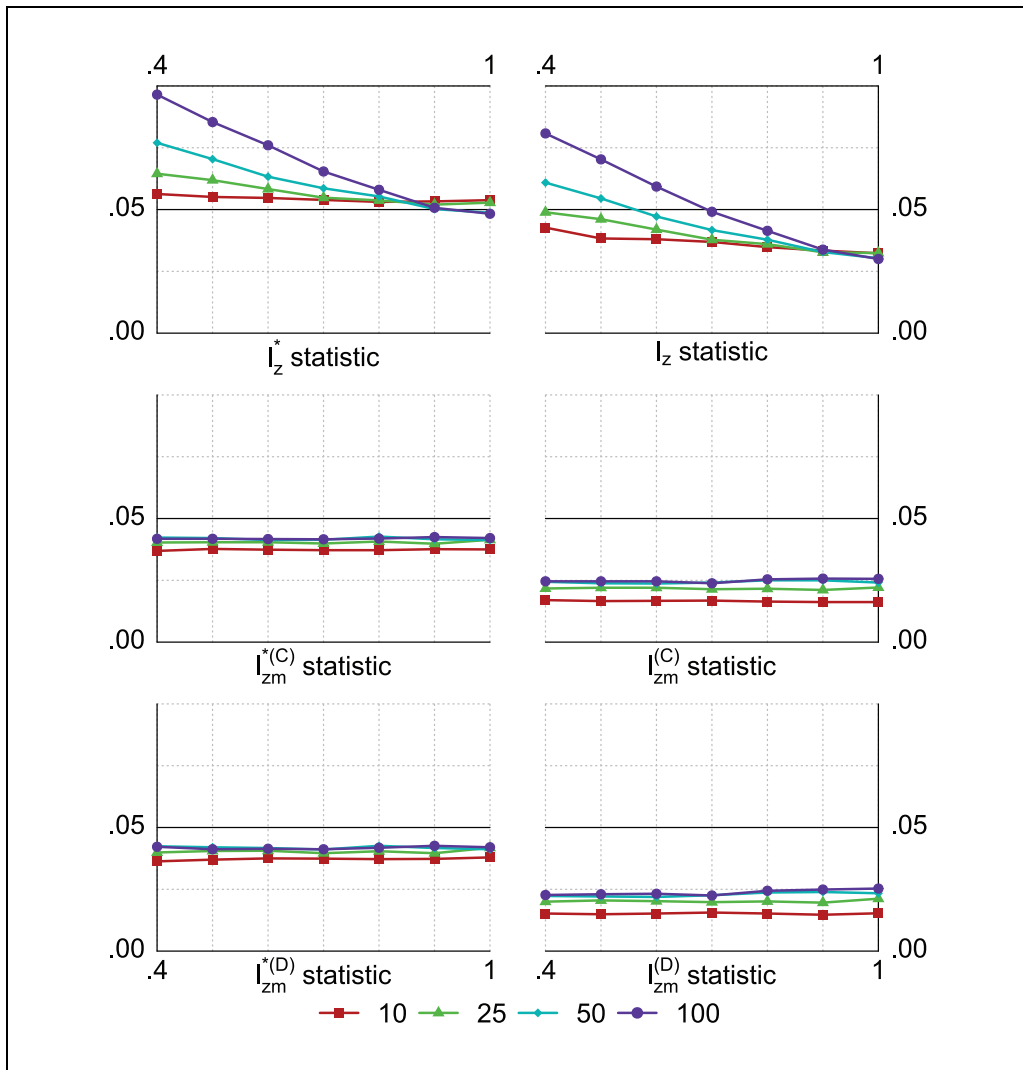 .4 1 .4 1
.05 .05
.00 .00
l*z statistic lz statistic
.05 .05
.00 .00
l*(C)zm statistic l(C)zm statistic
.05 .05
.00 .00
.4 l*(D)zm statistic 1 .4 l(D)zm statistic 1
10 25 50 100